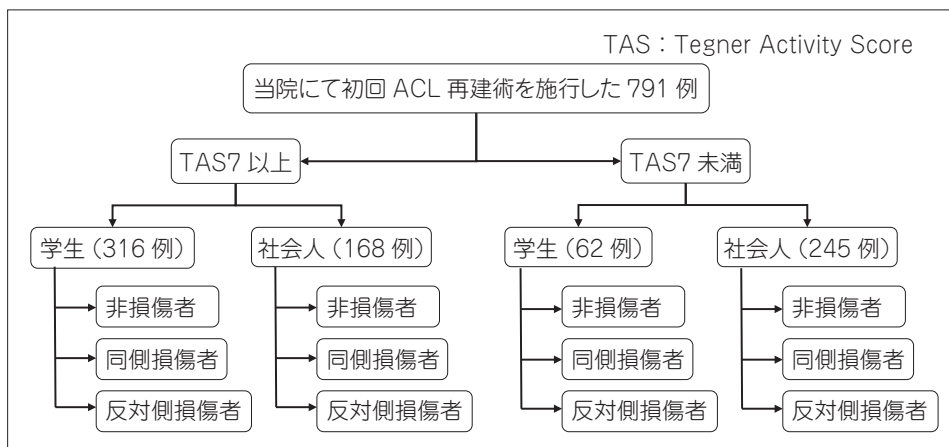 TAS：Tegner Activity Score
当院にて初回 ACL 再建術を施行した 791 例
TAS7 以上
TAS7 未満
学生（316 例）
社会人（168 例）
学生（62 例）
社会人（245 例）
非損傷者
非損傷者
非損傷者
非損傷者
同側損傷者
同側損傷者
同側損傷者
同側損傷者
反対側損傷者
反対側損傷者
反対側損傷者
反対側損傷者